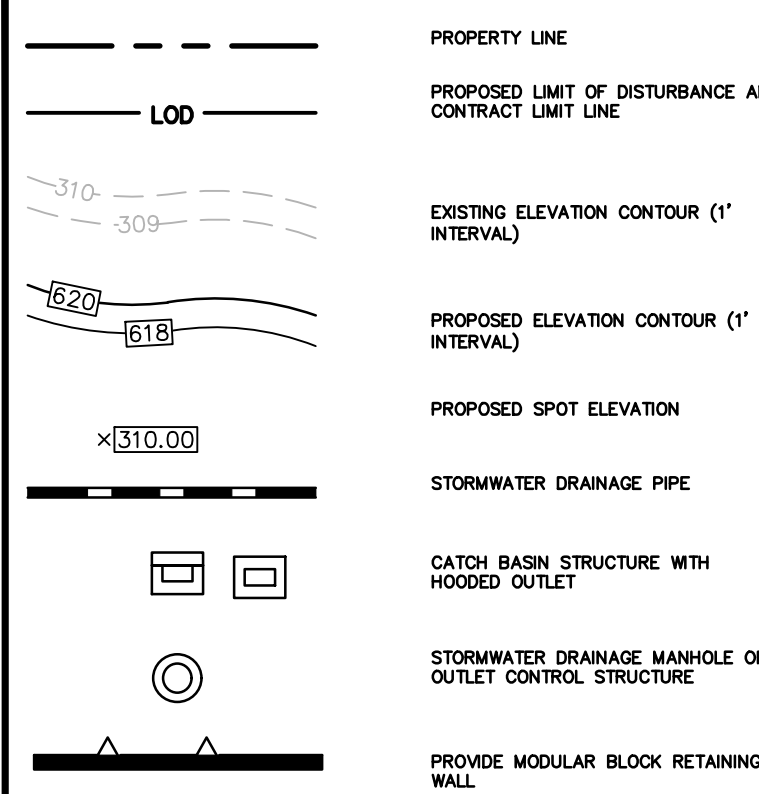 PROPERTY LINE
PROPOSED LIMIT OF DISTURBANCE
LOD
CONTRACT LIMIT LINE
310
309
EXISTING ELEVATION CONTOUR (1'
INTERVAL)
620
618
PROPOSED ELEVATION CONTOUR (1'
INTERVAL)
PROPOSED SPOT ELEVATION
×310.00
STORMWATER DRAINAGE PIPE
CATCH BASIN STRUCTURE WITH
HOODED OUTLET
STORMWATER DRAINAGE MANHOLE
OUTLET CONTROL STRUCTURE
PROVIDE MODULAR BLOCK RETAINING
WALL